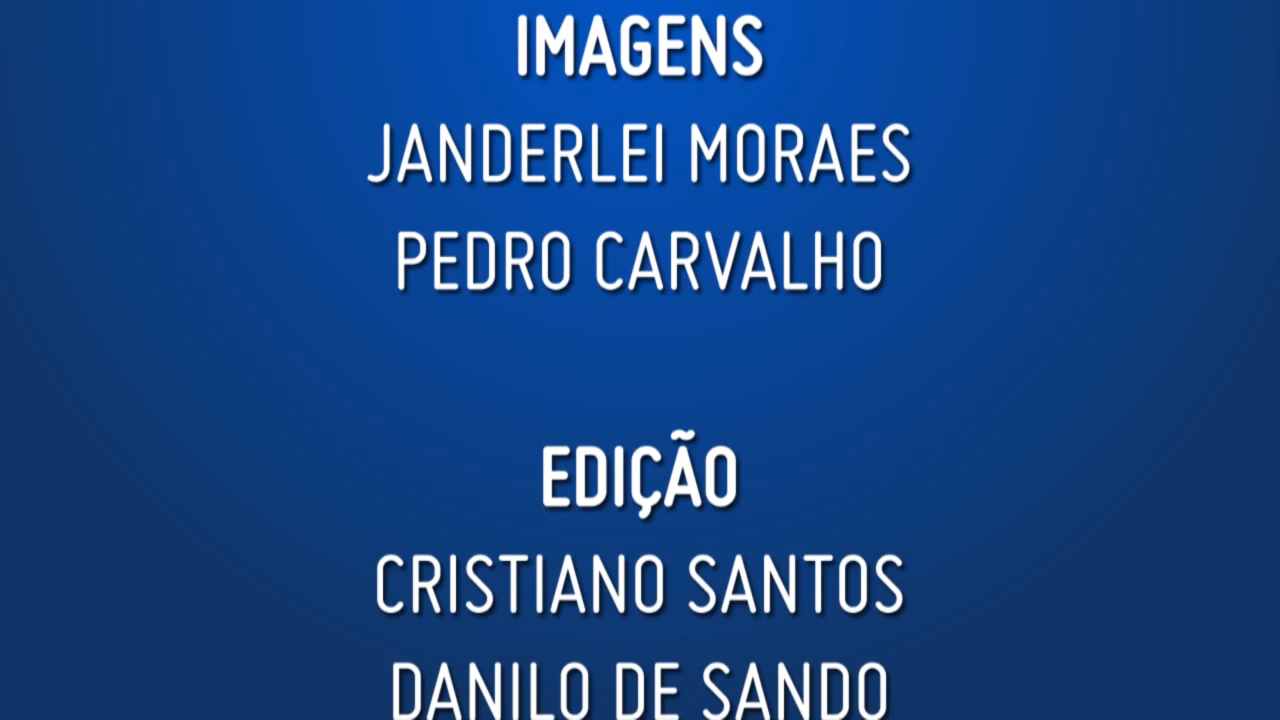 IMAGENS
JANDERLEI MORAES
PEDRO CARVALHO
EDIÇÃO
CRISTIANO SANTOS
DANILO DE SANDO